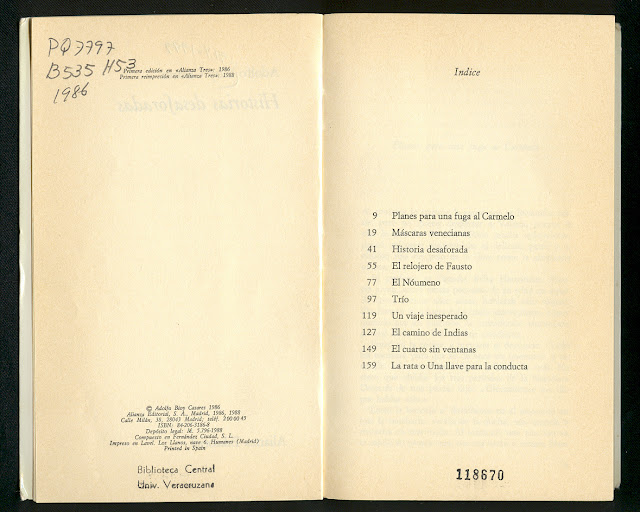 PQ7797
B535 H53
1986
Primera edición en «Alianza Tres»: 1986
Primera reimpresión en «Alianza Tres»: 1988
Historias desaforadas
© Adolfo Bioy Casares 1986
Alianza Editorial, S. A. Madrid, 1986, 1988
Calle Milán, 38, 28043 Madrid; teléf. 200 00 45
ISBN: 84-206-3186-8
Depósito legal: M. 5.796-1988
Compuesto en Fernández Ciudad, S. L.
Impreso en Lavel. Los Llanos, nave 6. Humanes (Madrid)
Printed in Spain
Biblioteca Central
Univ. Veracruzana
Indice
9 Planes para una fuga al Carmelo
19 Máscaras venecianas
41 Historia desaforada
55 El relojero de Fausto
77 El Nóumeno
97 Trío
119 Un viaje inesperado
127 El camino de Indias
149 El cuarto sin ventanas
159 La rata o Una llave para la conducta
118670